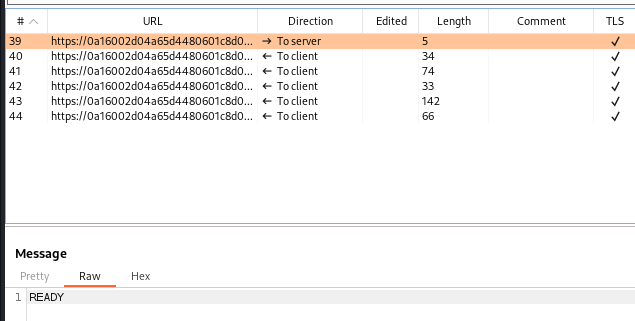 # URL Direction Edited Length Comment TLS
39 https://0a16002d04a65d4480601c8d0... → To server 5 ✓
40 https://0a16002d04a65d4480601c8d0... ← To client 34 ✓
41 https://0a16002d04a65d4480601c8d0... ← To client 74 ✓
42 https://0a16002d04a65d4480601c8d0... ← To client 33 ✓
43 https://0a16002d04a65d4480601c8d0... ← To client 142 ✓
44 https://0a16002d04a65d4480601c8d0... ← To client 66 ✓
Message
Pretty Raw Hex
1 READY